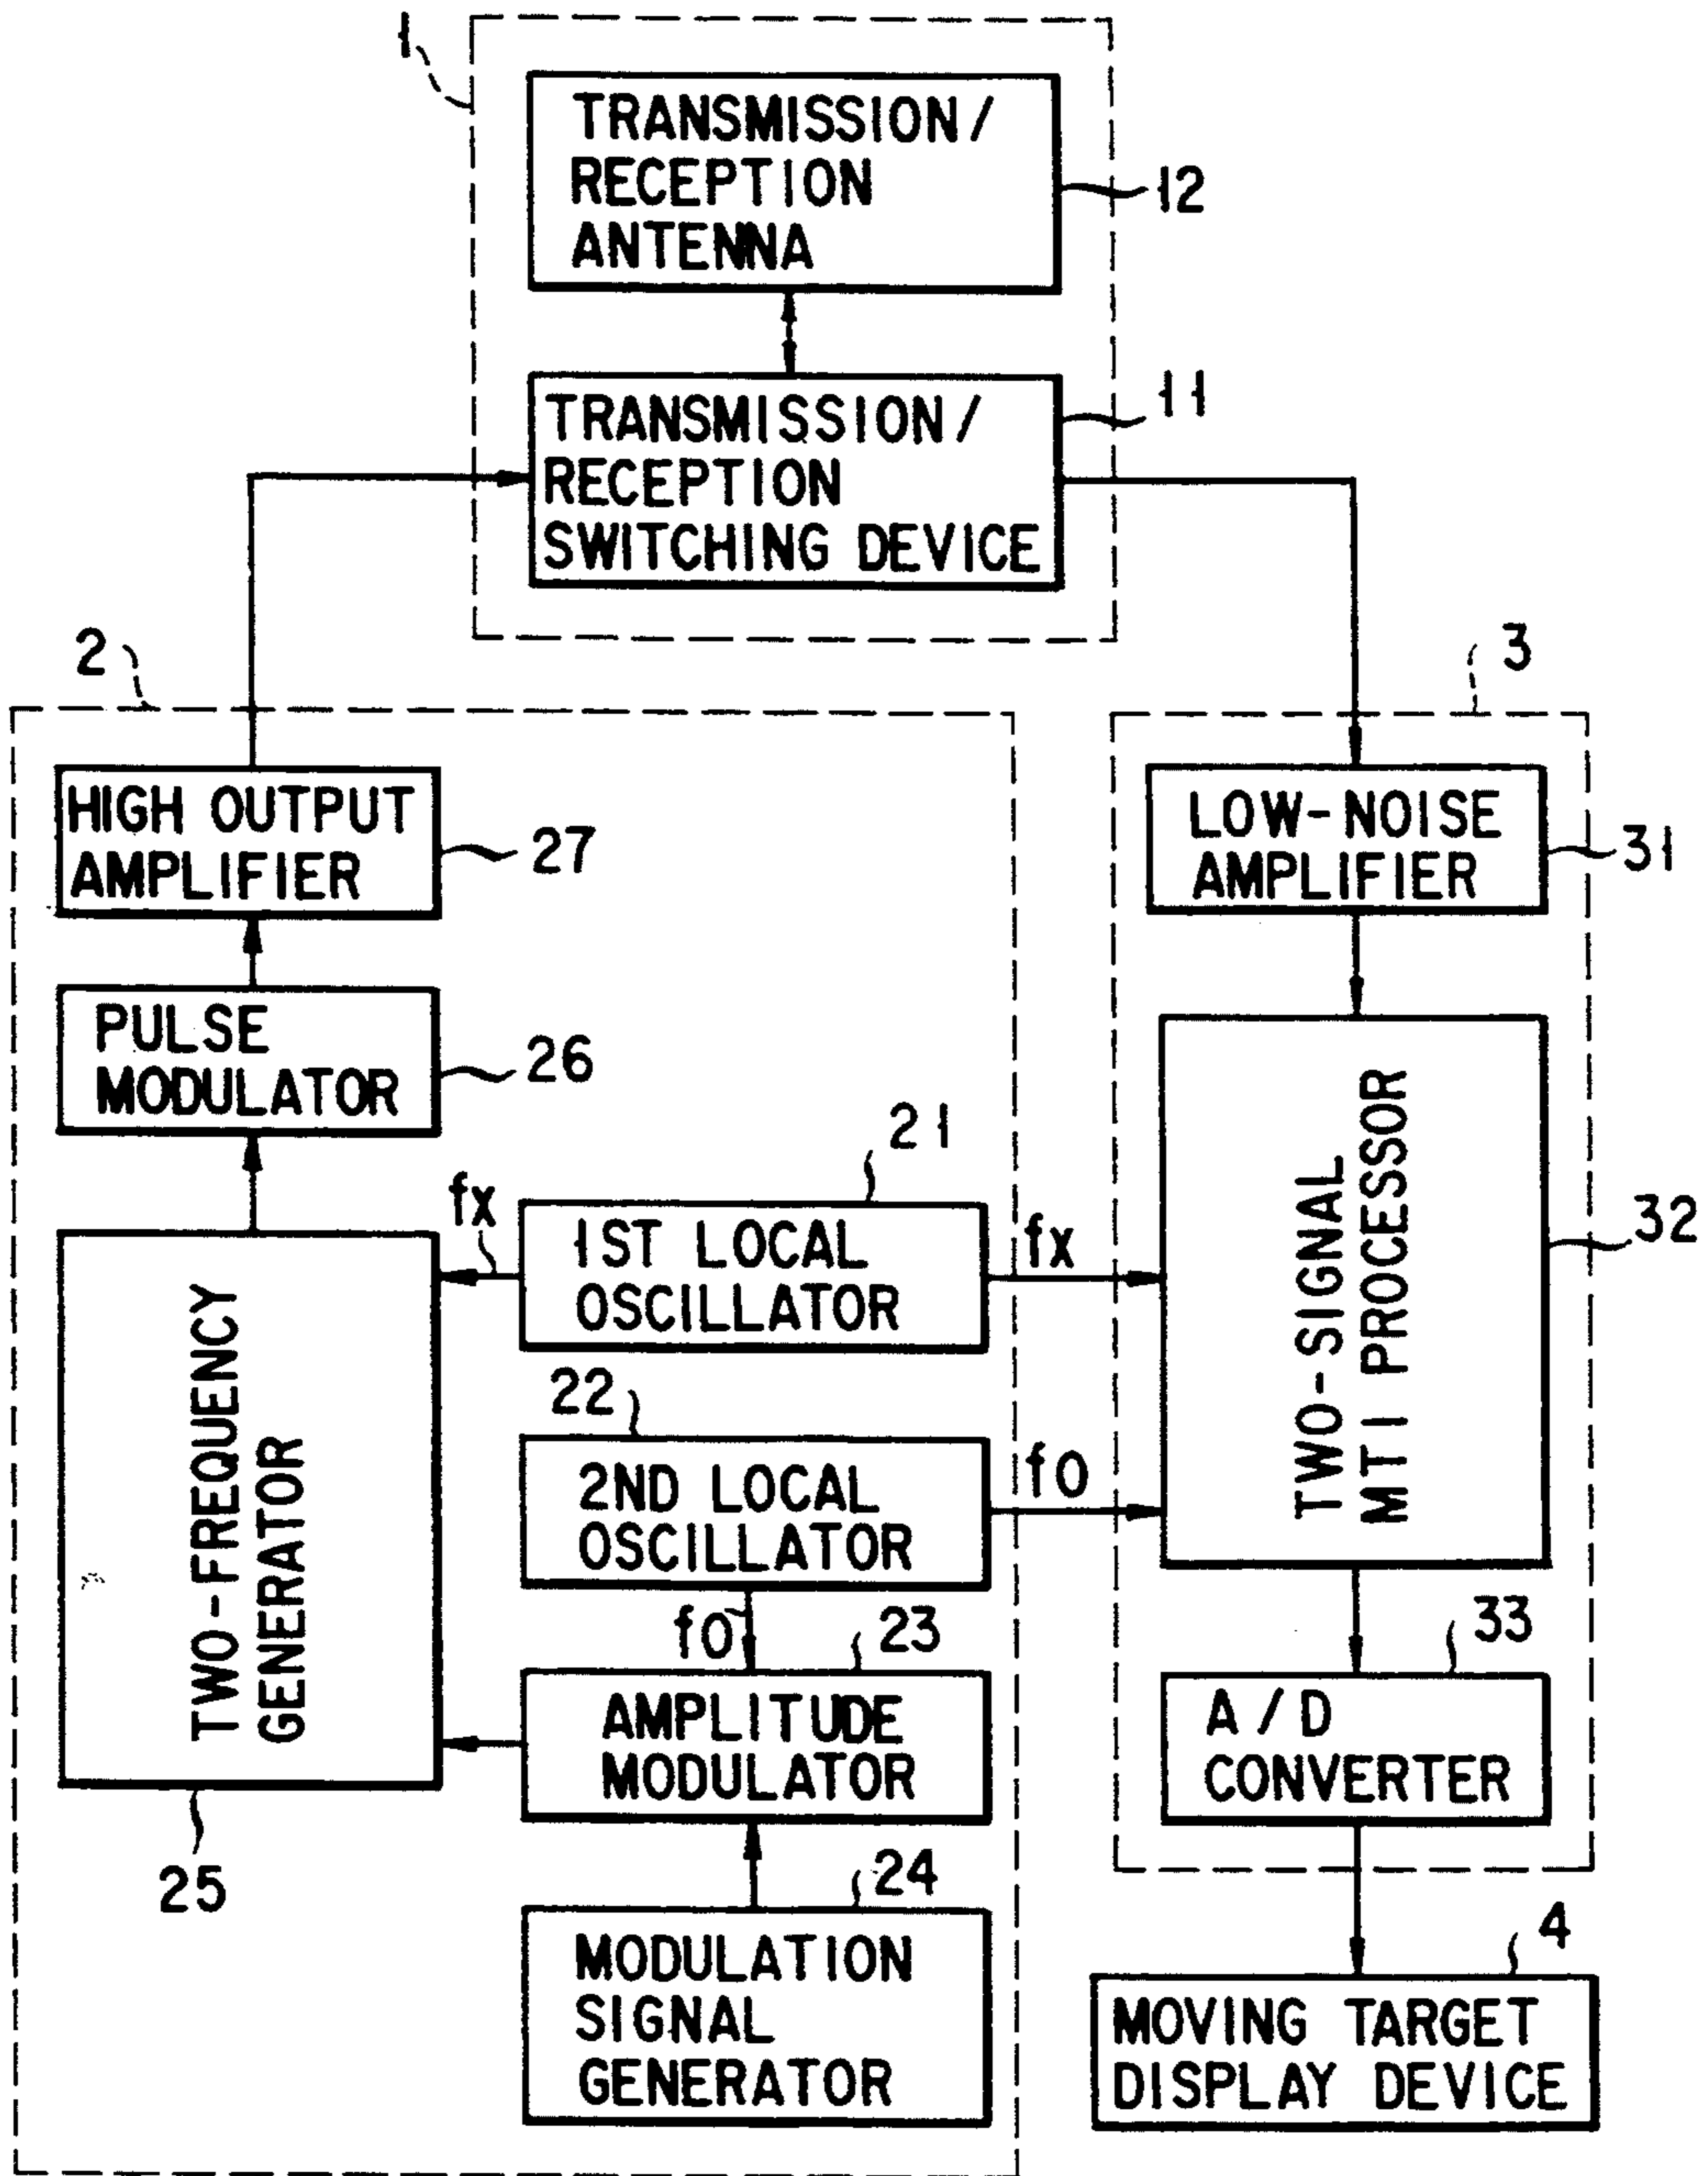 1
TRANSMISSION/
RECEPTION
ANTENNA
12
TRANSMISSION/
RECEPTION
SWITCHING DEVICE
11
2
3
HIGH OUTPUT
AMPLIFIER
27
LOW-NOISE
AMPLIFIER
31
PULSE
MODULATOR
26
TWO-SIGNAL
MTI PROCESSOR
32
21
fx
1ST LOCAL
OSCILLATOR
fx
TWO-FREQUENCY
GENERATOR
25
22
2ND LOCAL
OSCILLATOR
fo
fo
23
AMPLITUDE
MODULATOR
33
A/D
CONVERTER
24
MODULATION
SIGNAL
GENERATOR
4
MOVING TARGET
DISPLAY DEVICE